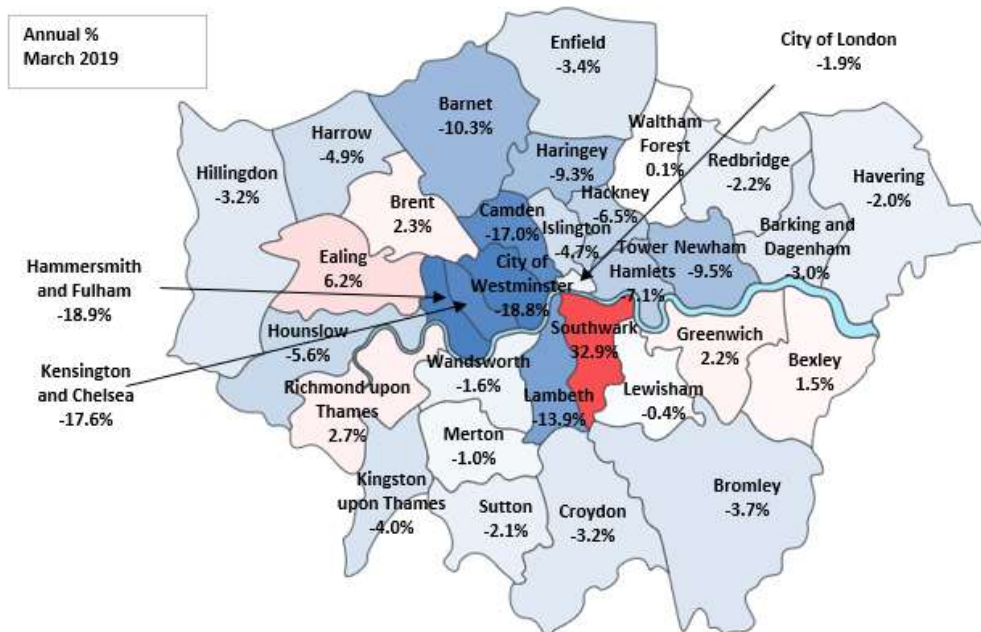 Annual %
March 2019
Enfield
-3.4%
City of London
-1.9%
Barnet
-10.3%
Harrow
-4.9%
Waltham
Forest
0.1%
Haringey
-9.3%
Redbridge
-2.2%
Hillingdon
-3.2%
Havering
-2.0%
Hackney
-6.5%
Brent
2.3%
Camden
-17.0%
Islington
-4.7%
Barking and
Dagenham
-3.0%
Ealing
6.2%
Tower
Hamlets
-7.1%
Newham
-9.5%
City of
Westminster
-18.8%
Hammersmith
and Fulham
-18.9%
Hounslow
-5.6%
Southwark
32.9%
Greenwich
2.2%
Bexley
1.5%
Kensington
and Chelsea
-17.6%
Wandsworth
-1.6%
Richmond upon
Thames
2.7%
Lambeth
-13.9%
Lewisham
-0.4%
Merton
-1.0%
Kingston
upon Thames
-4.0%
Sutton
-2.1%
Croydon
-3.2%
Bromley
-3.7%